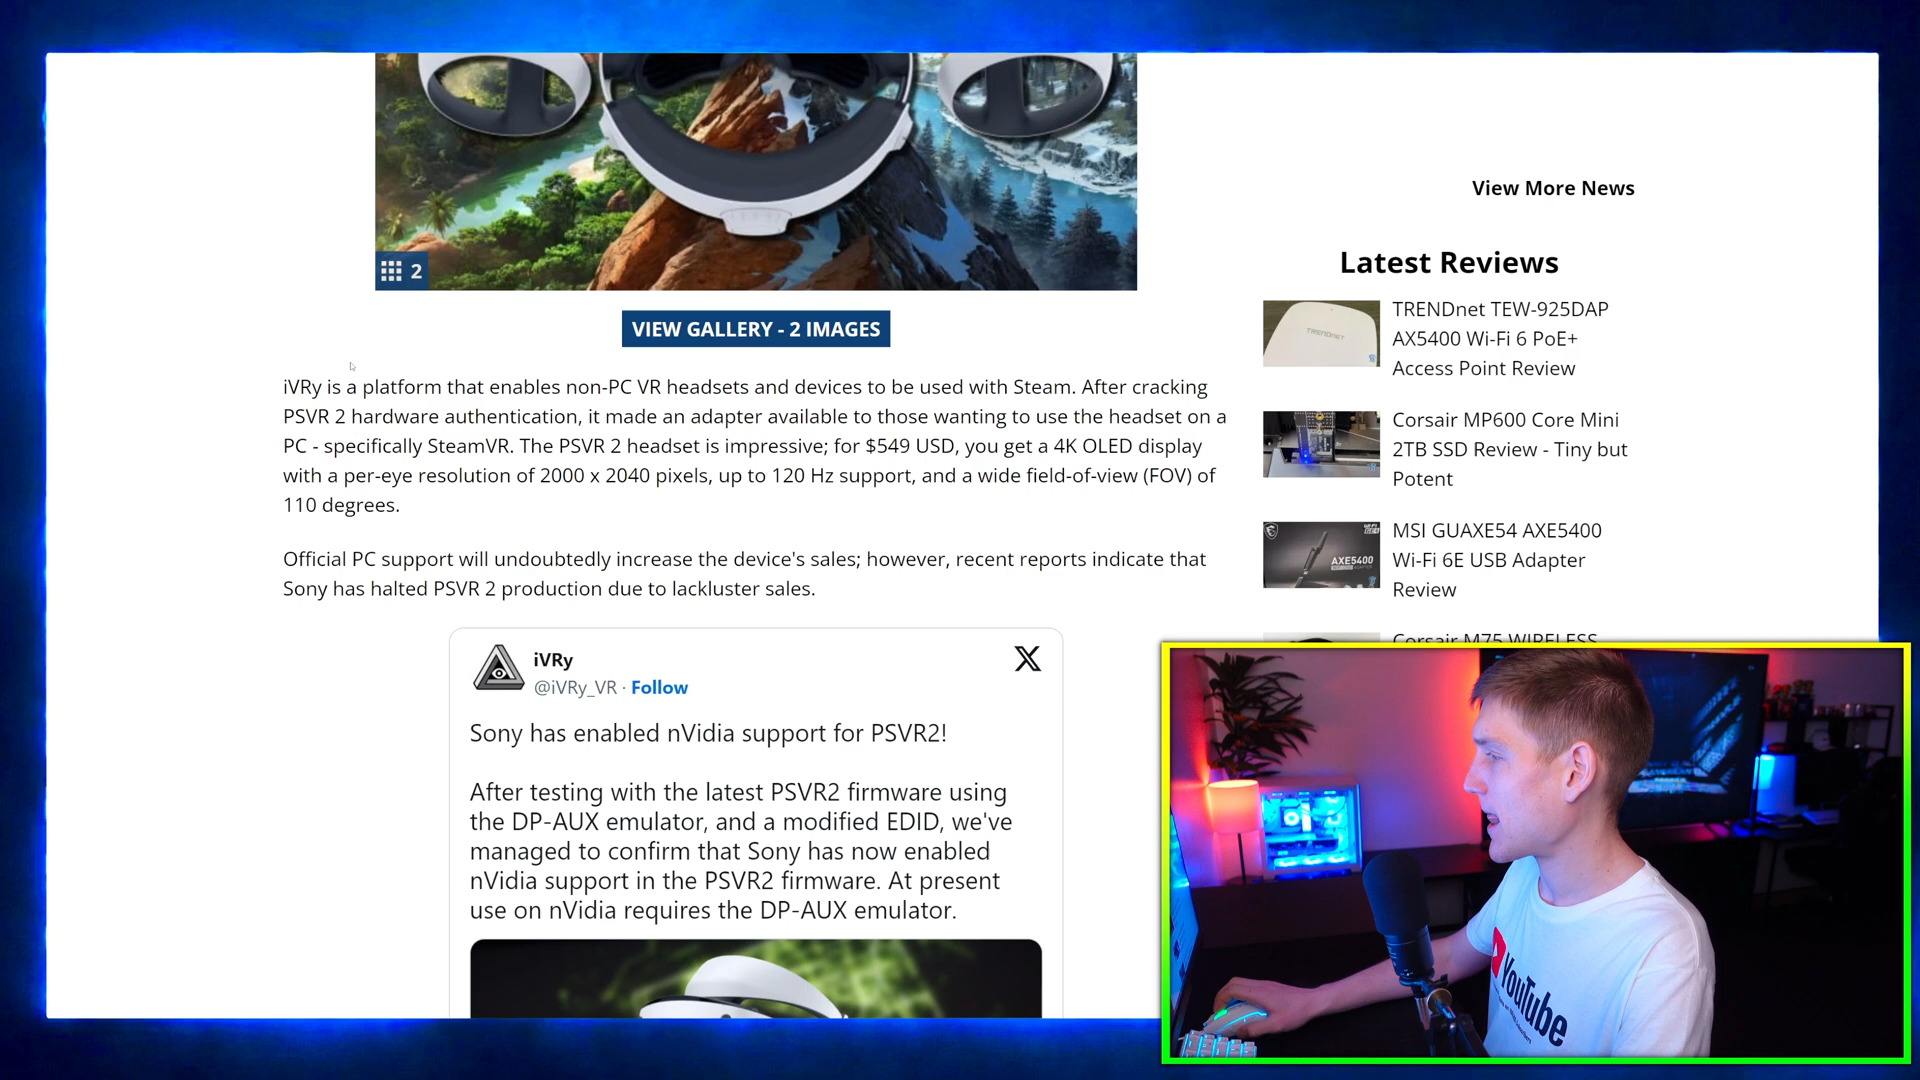 2
VIEW GALLERY - 2 IMAGES
iVRy is a platform that enables non-PC VR headsets and devices to be used with Steam. After cracking
PSVR 2 hardware authentication, it made an adapter available to those wanting to use the headset on a
PC - specifically SteamVR. The PSVR 2 headset is impressive; for $549 USD, you get a 4K OLED display
with a per-eye resolution of 2000 x 2040 pixels, up to 120 Hz support, and a wide field-of-view (FOV) of
110 degrees.
Official PC support will undoubtedly increase the device's sales; however, recent reports indicate that
Sony has halted PSVR 2 production due to lackluster sales.
iVRy
@iVRy_VR · Follow
Sony has enabled nVidia support for PSVR2!
After testing with the latest PSVR2 firmware using
the DP-AUX emulator, and a modified EDID, we've
managed to confirm that Sony has now enabled
nVidia support in the PSVR2 firmware. At present
use on nVidia requires the DP-AUX emulator.
View More News
Latest Reviews
TRENDnet
TRENDnet TEW-925DAP
AX5400 Wi-Fi 6 PoE+
Access Point Review
Corsair MP600 Core Mini
2TB SSD Review - Tiny but
Potent
AXE5400
MSI GUAXE54 AXE5400
Wi-Fi 6E USB Adapter
Review
Corsair M75 WIRELESS
YouTube